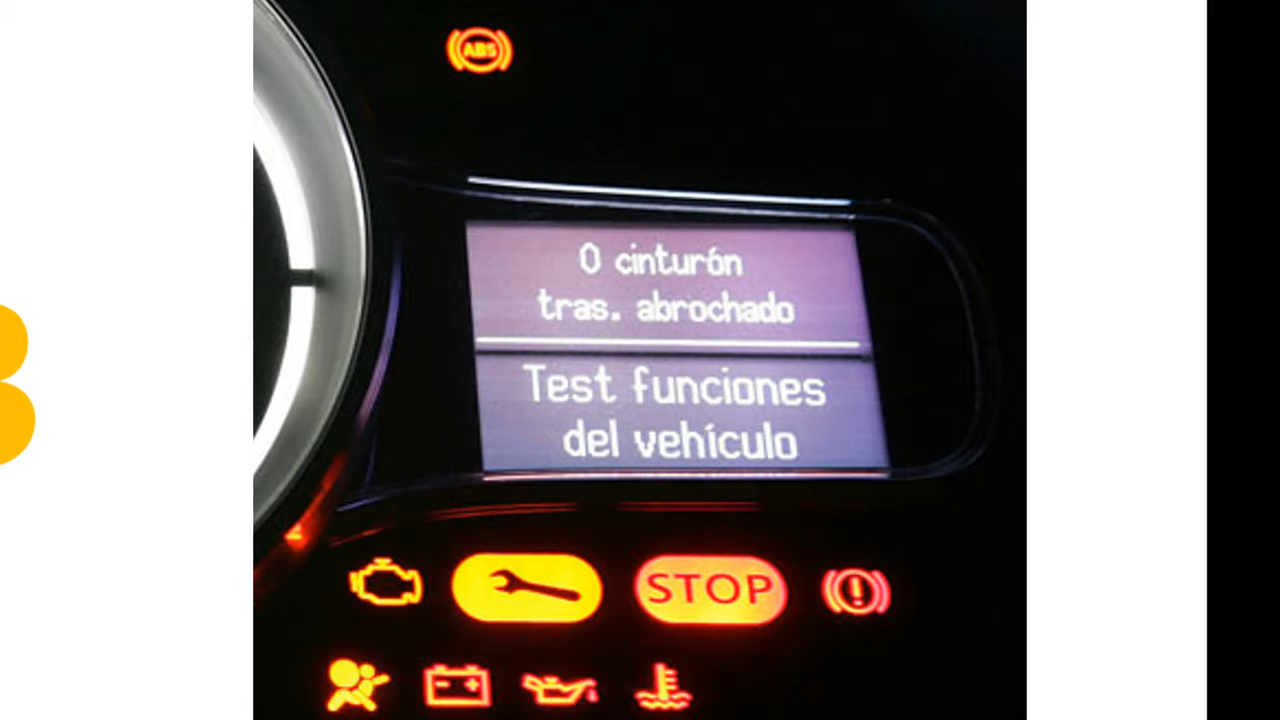 ABS
0 cinturón
tras. abrochado
Test funciones
del vehículo
STOP